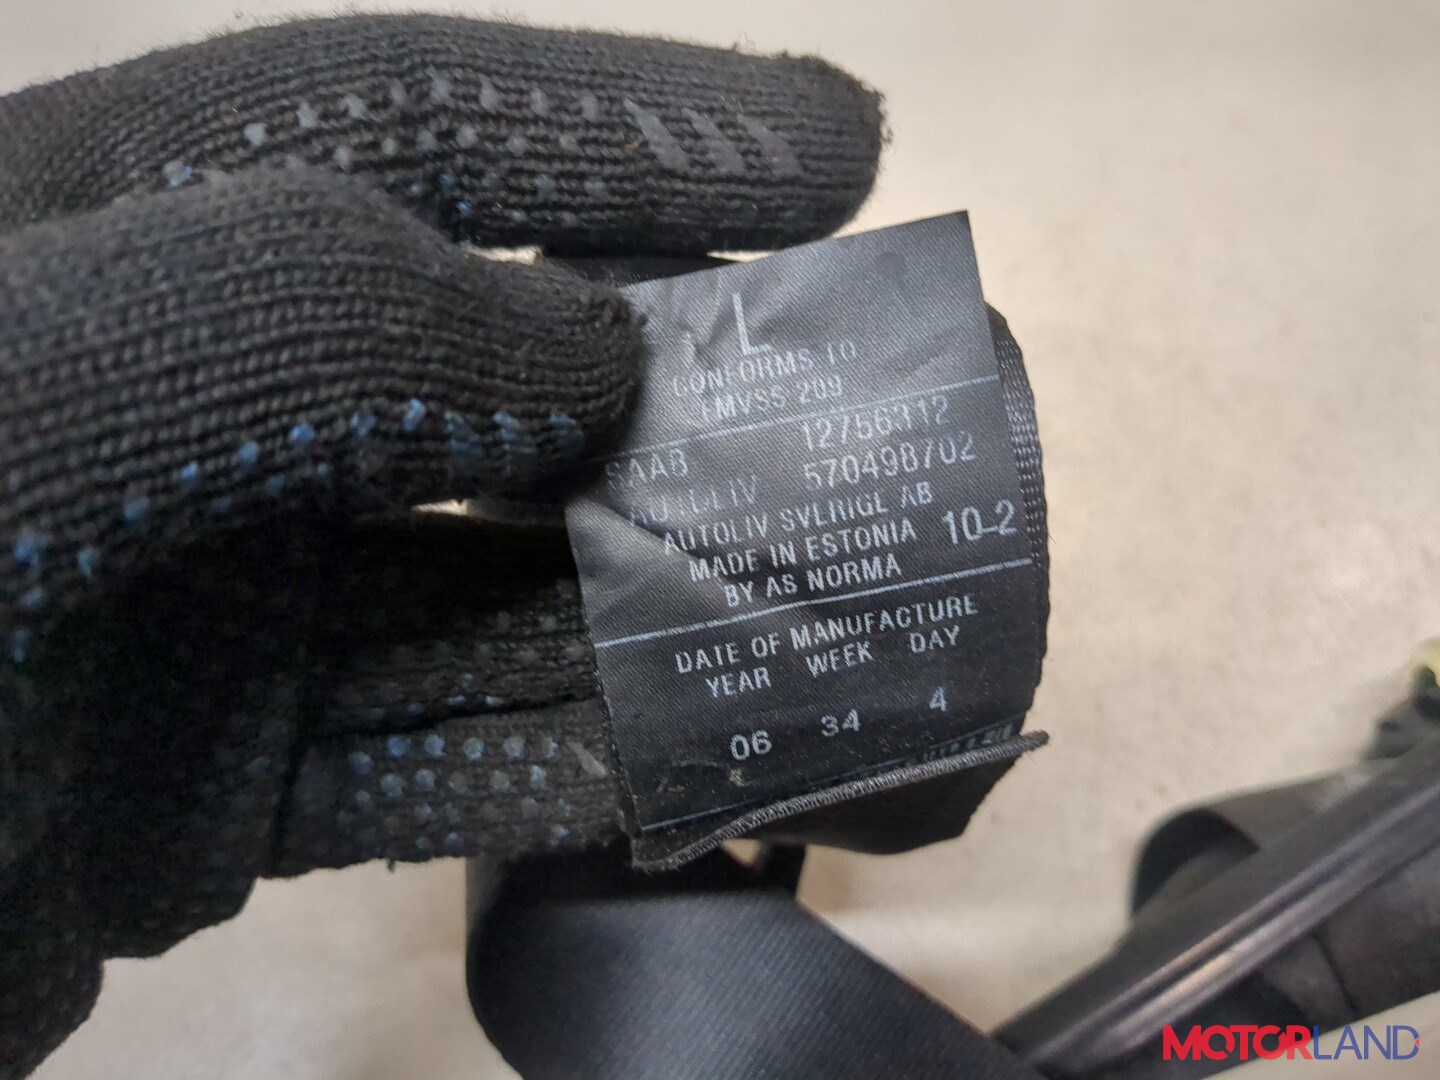 L
CONFORMS TO
FMVSS 209
SAAB 12756312
AUTOLIV 570498702
AUTOLIV SVERIGE AB
MADE IN ESTONIA 10-2
BY AS NORMA
DATE OF MANUFACTURE
YEAR WEEK DAY
06 34 4
MOTORLAND